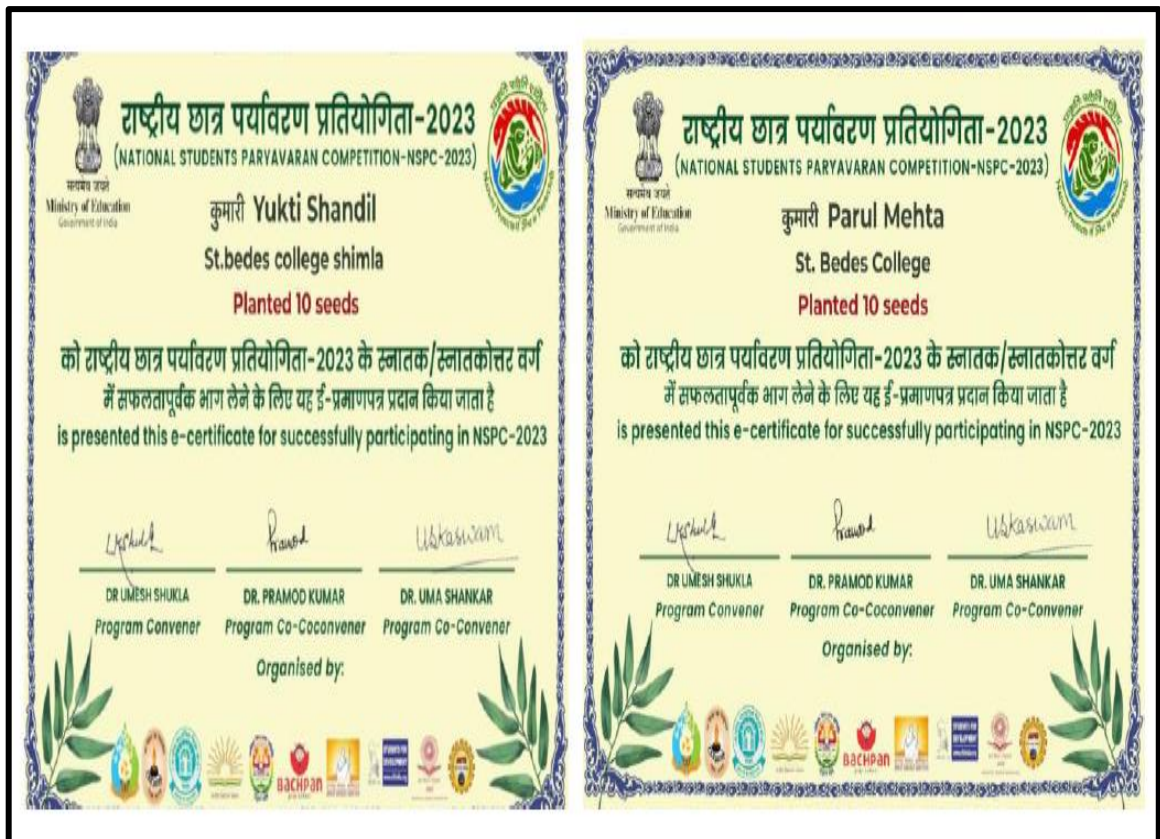 राष्ट्रीय छात्र पर्यावरण प्रतियोगिता-2023
(NATIONAL STUDENTS PARYAVARAN COMPETITION-NSPC-2023)
सत्यमेव जयते
Ministry of Education
Government of India
कुमारी Yukti Shandil
St.bedes college shimla
Planted 10 seeds
को राष्ट्रीय छात्र पर्यावरण प्रतियोगिता-2023 के स्नातक/स्नातकोत्तर वर्ग
में सफलतापूर्वक भाग लेने के लिए यह ई-प्रमाणपत्र प्रदान किया जाता है
is presented this e-certificate for successfully participating in NSPC-2023
DR UMESH SHUKLA
Program Convener
DR. PRAMOD KUMAR
Program Co-Coconvener
DR. UMA SHANKAR
Program Co-Convener
Organised by:
BACHPAN
राष्ट्रीय छात्र पर्यावरण प्रतियोगिता-2023
(NATIONAL STUDENTS PARYAVARAN COMPETITION-NSPC-2023)
सत्यमेव जयते
Ministry of Education
Government of India
कुमारी Parul Mehta
St. Bedes College
Planted 10 seeds
को राष्ट्रीय छात्र पर्यावरण प्रतियोगिता-2023 के स्नातक/स्नातकोत्तर वर्ग
में सफलतापूर्वक भाग लेने के लिए यह ई-प्रमाणपत्र प्रदान किया जाता है
is presented this e-certificate for successfully participating in NSPC-2023
DR UMESH SHUKLA
Program Convener
DR. PRAMOD KUMAR
Program Co-Coconvener
DR. UMA SHANKAR
Program Co-Convener
Organised by:
BACHPAN